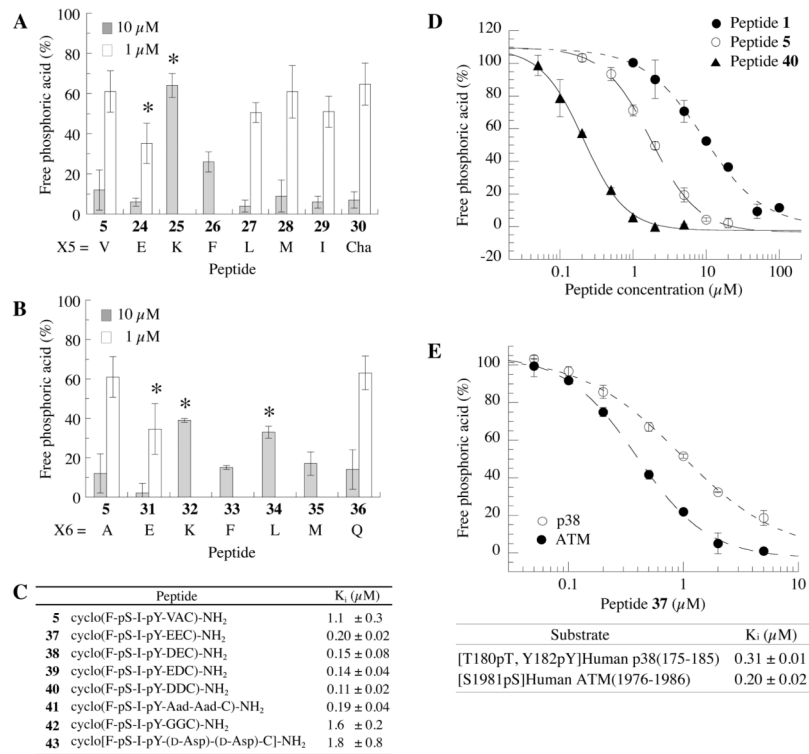 A
Free phosphoric acid (%)
100
80
60
40
20
0
10 µM
1 µM
*
*
5 24 25 26 27 28 29 30
X5 = V E K F L M I Cha
Peptide
B
Free phosphoric acid (%)
100
80
60
40
20
0
10 µM
1 µM
*
*
*
5 31 32 33 34 35 36
X6 = A E K F L M Q
Peptide
C
Peptide Ki (µM)
5 cyclo(F-pS-I-pY-VAC)-NH2 1.1 ± 0.3
37 cyclo(F-pS-I-pY-EEC)-NH2 0.20 ± 0.02
38 cyclo(F-pS-I-pY-DEC)-NH2 0.15 ± 0.08
39 cyclo(F-pS-I-pY-EDC)-NH2 0.14 ± 0.04
40 cyclo(F-pS-I-pY-DDC)-NH2 0.11 ± 0.02
41 cyclo(F-pS-I-pY-Aad-Aad-C)-NH2 0.19 ± 0.04
42 cyclo(F-pS-I-pY-GGC)-NH2 1.6 ± 0.2
43 cyclo[F-pS-I-pY-(D-Asp)-(D-Asp)-C]-NH2 1.8 ± 0.8
D
Free phosphoric acid (%)
120
100
80
60
40
20
0
20
Peptide 1
Peptide 5
Peptide 40
0.1 1 10 100
Peptide concentration (µM)
E
Free phosphoric acid (%)
100
80
60
40
20
0
p38
ATM
0.1 1 10
Peptide 37 (µM)
Substrate Ki (µM)
[T180pT, Y182pY]Human p38(175-185) 0.31 ± 0.01
[S1981pS]Human ATM(1976-1986) 0.20 ± 0.02